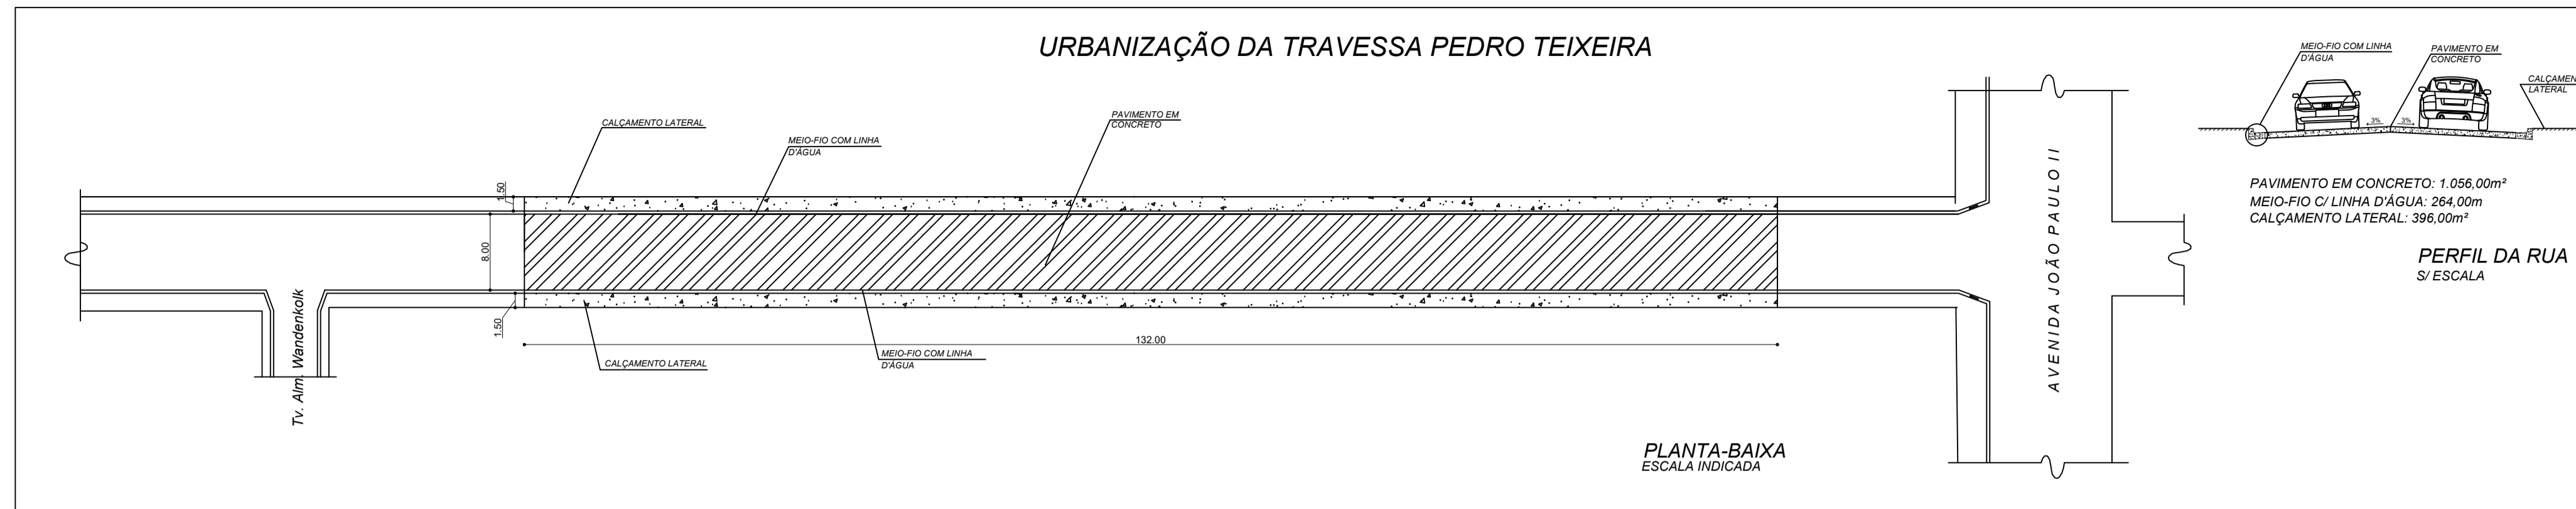 URBANIZAÇÃO DA TRAVESSA PEDRO TEIXEIRA
MEIO-FIO COM LINHA
D'ÁGUA
PAVIMENTO EM
CONCRETO
CALÇAMEN
LATERAL
3%
3%
CALÇAMENTO LATERAL
MEIO-FIO COM LINHA
D'ÁGUA
PAVIMENTO EM
CONCRETO
1.50
8.00
1.50
132.00
CALÇAMENTO LATERAL
MEIO-FIO COM LINHA
D'ÁGUA
Tv. Alm. Wandenkolk
AVENIDA JOÃO PAULO II
PAVIMENTO EM CONCRETO: 1.056,00m²
MEIO-FIO C/ LINHA D'ÁGUA: 264,00m
CALÇAMENTO LATERAL: 396,00m²
PERFIL DA RUA
S/ ESCALA
PLANTA-BAIXA
ESCALA INDICADA